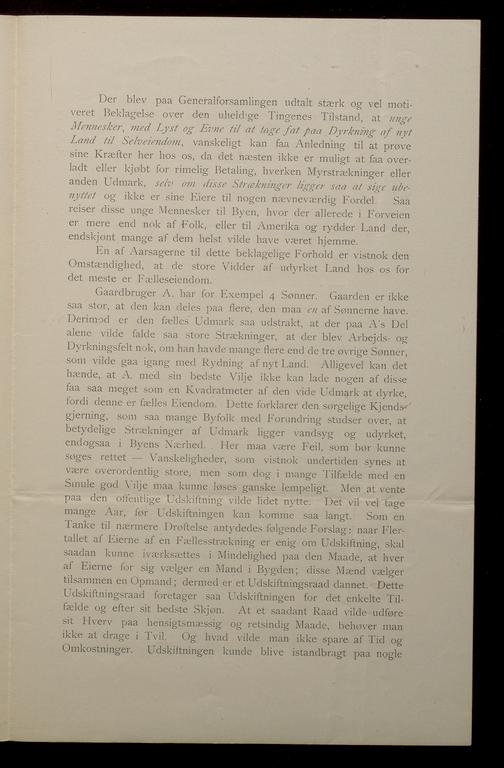 Der blev paa Generalforsamlingen udtalt stærk og vel moti-
veret Beklagelse over den uheldige Tingenes Tilstand, at unge
Mennesker, med Lyst og Evne til at tage fat paa Dyrkning af nyt
Land til Selveiendom, vanskeligt kan faa Anledning til at prøve
sine Kræfter her hos os, da det næsten ikke er muligt at faa over-
ladt eller kjøbt for rimelig Betaling, hverken Myrstrækninger eller
anden Udmark, selv om disse Strækninger ligger saa at sige ube-
nyttet og ikke er sine Eiere til nogen nævneværdig Fordel. Saa
reiser disse unge Mennesker til Byen, hvor der allerede i Forveien
er mere end nok af Folk, eller til Amerika og rydder Land der,
endskjønt mange af dem helst vilde have været hjemme.
En af Aarsagerne til dette beklagelige Forhold er vistnok den
Omstændighed, at de store Vidder af udyrket Land hos os for
det meste er Fælleseiendom.
Gaardbruger A. har for Exempel 4 Sønner. Gaarden er ikke
saa stor, at den kan deles paa flere, den maa en af Sønnerne have.
Derimod er den fælles Udmark saa udstrakt, at der paa A's Del
alene vilde falde saa store Strækninger, at der blev Arbejds- og
Dyrkningsfelt nok, om han havde mange flere end de tre øvrige Sønner,
som vilde gaa igang med Rydning af nyt Land. Alligevel kan det
hænde, at A. med sin bedste Vilje ikke kan lade nogen af disse
faa saa meget som en Kvadratmeter af den vide Udmark at dyrke,
fordi denne er fælles Eiendom. Dette forklarer den sørgelige Kjends-
gjerning, som saa mange Byfolk med Forundring studser over, at
betydelige Strækninger af Udmark ligger vandsyg og udyrket,
endogsaa i Byens Nærhed. Her maa være Feil, som bør kunne
søges rettet — Vanskeligheder, som vistnok undertiden synes at
være overordentlig store, men som dog i mange Tilfælde med en
Smule god Vilje maa kunne løses ganske lempeligt. Men at vente
paa den offentlige Udskiftning vilde lidet nytte. Det vil vel tage
mange Aar, før Udskiftningen kan komme saa langt. Som en
Tanke til nærmere Drøftelse antydedes følgende Forslag: naar Fler-
tallet af Eierne af en Fællesstrækning er enig om Udskiftning, skal
saadan kunne iværksættes i Mindelighed paa den Maade, at hver
af Eierne for sig vælger en Mand i Bygden; disse Mænd vælger
tilsammen en Opmand; dermed er et Udskiftningsraad dannet. Dette
Udskiftningsraad foretager saa Udskiftningen for det enkelte Til-
fælde og efter sit bedste Skjøn. At et saadant Raad vilde udføre
sit Hverv paa hensigtsmæssig og retsindig Maade, behøver man
ikke at drage i Tvil. Og hvad vilde man ikke spare af Tid og
Omkostninger. Udskiftningen kunde blive istandbragt paa nogle